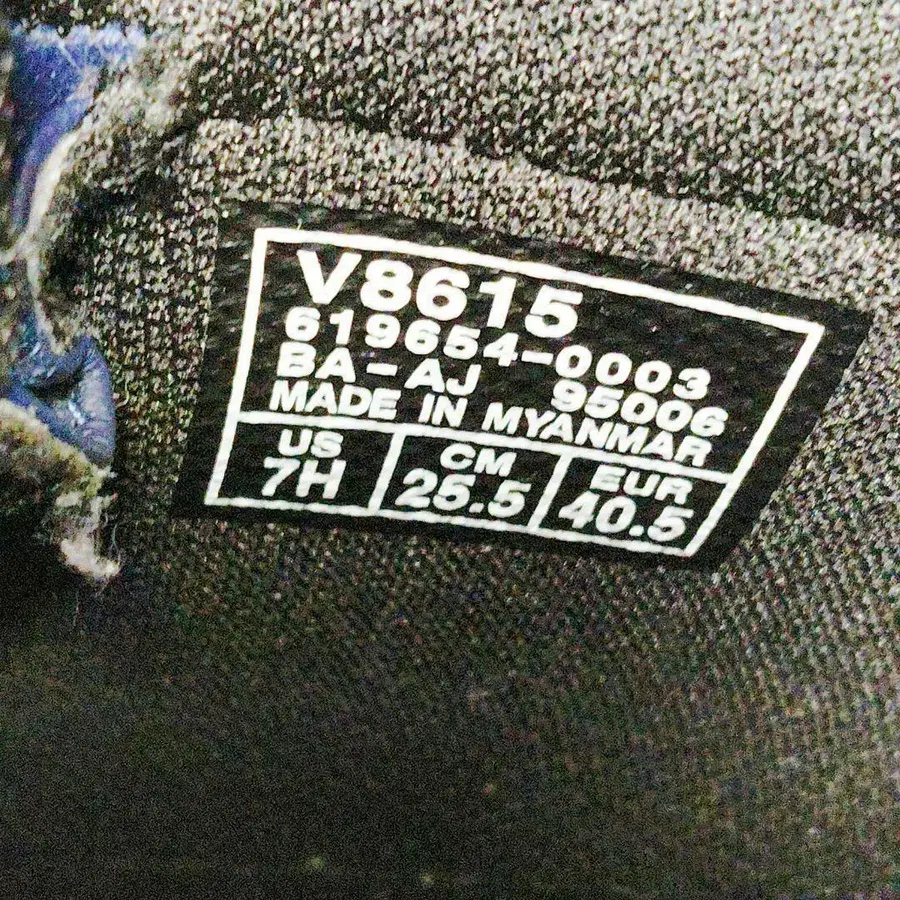 V8615
619654-0003
BA-AJ 95006
MADE IN MYANMAR
US CM EUR
7H 25.5 40.5